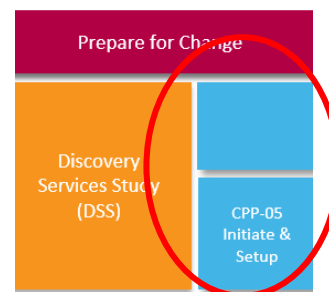 Prepare for Change
Discovery
Services Study
(DSS)
CPP-05
Initiate &
Setup